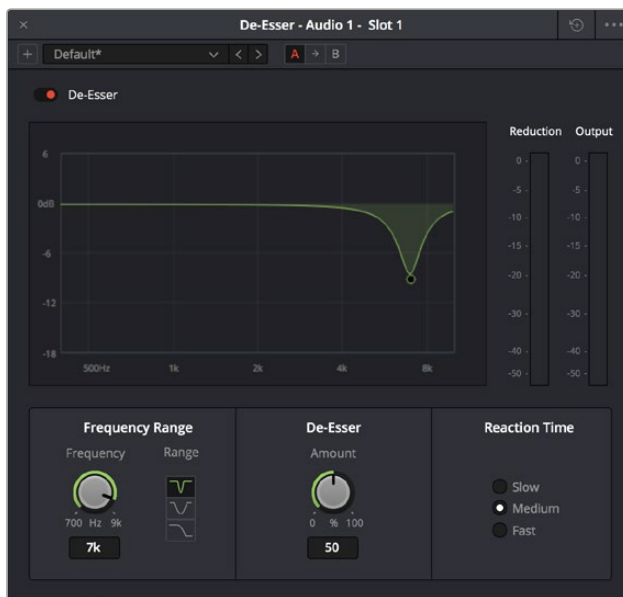 De-Esser - Audio 1 - Slot 1
Default*
A
B
De-Esser
Reduction Output
6
0dB
-6
-12
-18
500Hz 1k 2k 4k 8k
0 -
-5 -
-10 -
-15 -
-20 -
-30 -
-40 -
-50 -
0 -
-5 -
-10 -
-15 -
-20 -
-30 -
-40 -
-50 -
Frequency Range
Frequency Range
700 Hz 9k
7k
De-Esser
Amount
0 % 100
50
Reaction Time
Slow
Medium
Fast